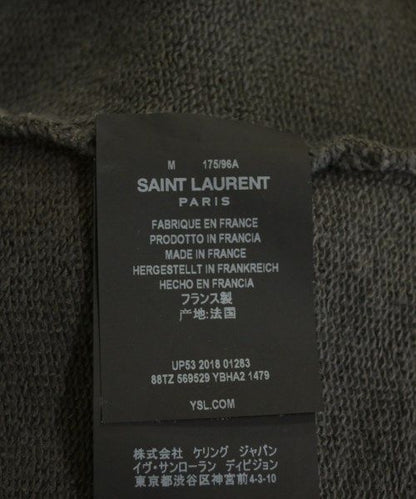 M 175/96A
SAINT LAURENT
PARIS
FABRIQUE EN FRANCE
PRODOTTO IN FRANCIA
MADE IN FRANCE
HERGESTELLT IN FRANKREICH
HECHO EN FRANCIA
フランス製
产地:法国
UP53 2018 01283
88TZ 569529 YBHA2 1479
YSL.COM
株式会社 ケリング ジャパン
イヴ・サンローラン ディビジョン
東京都渋谷区神宮前4-3-10